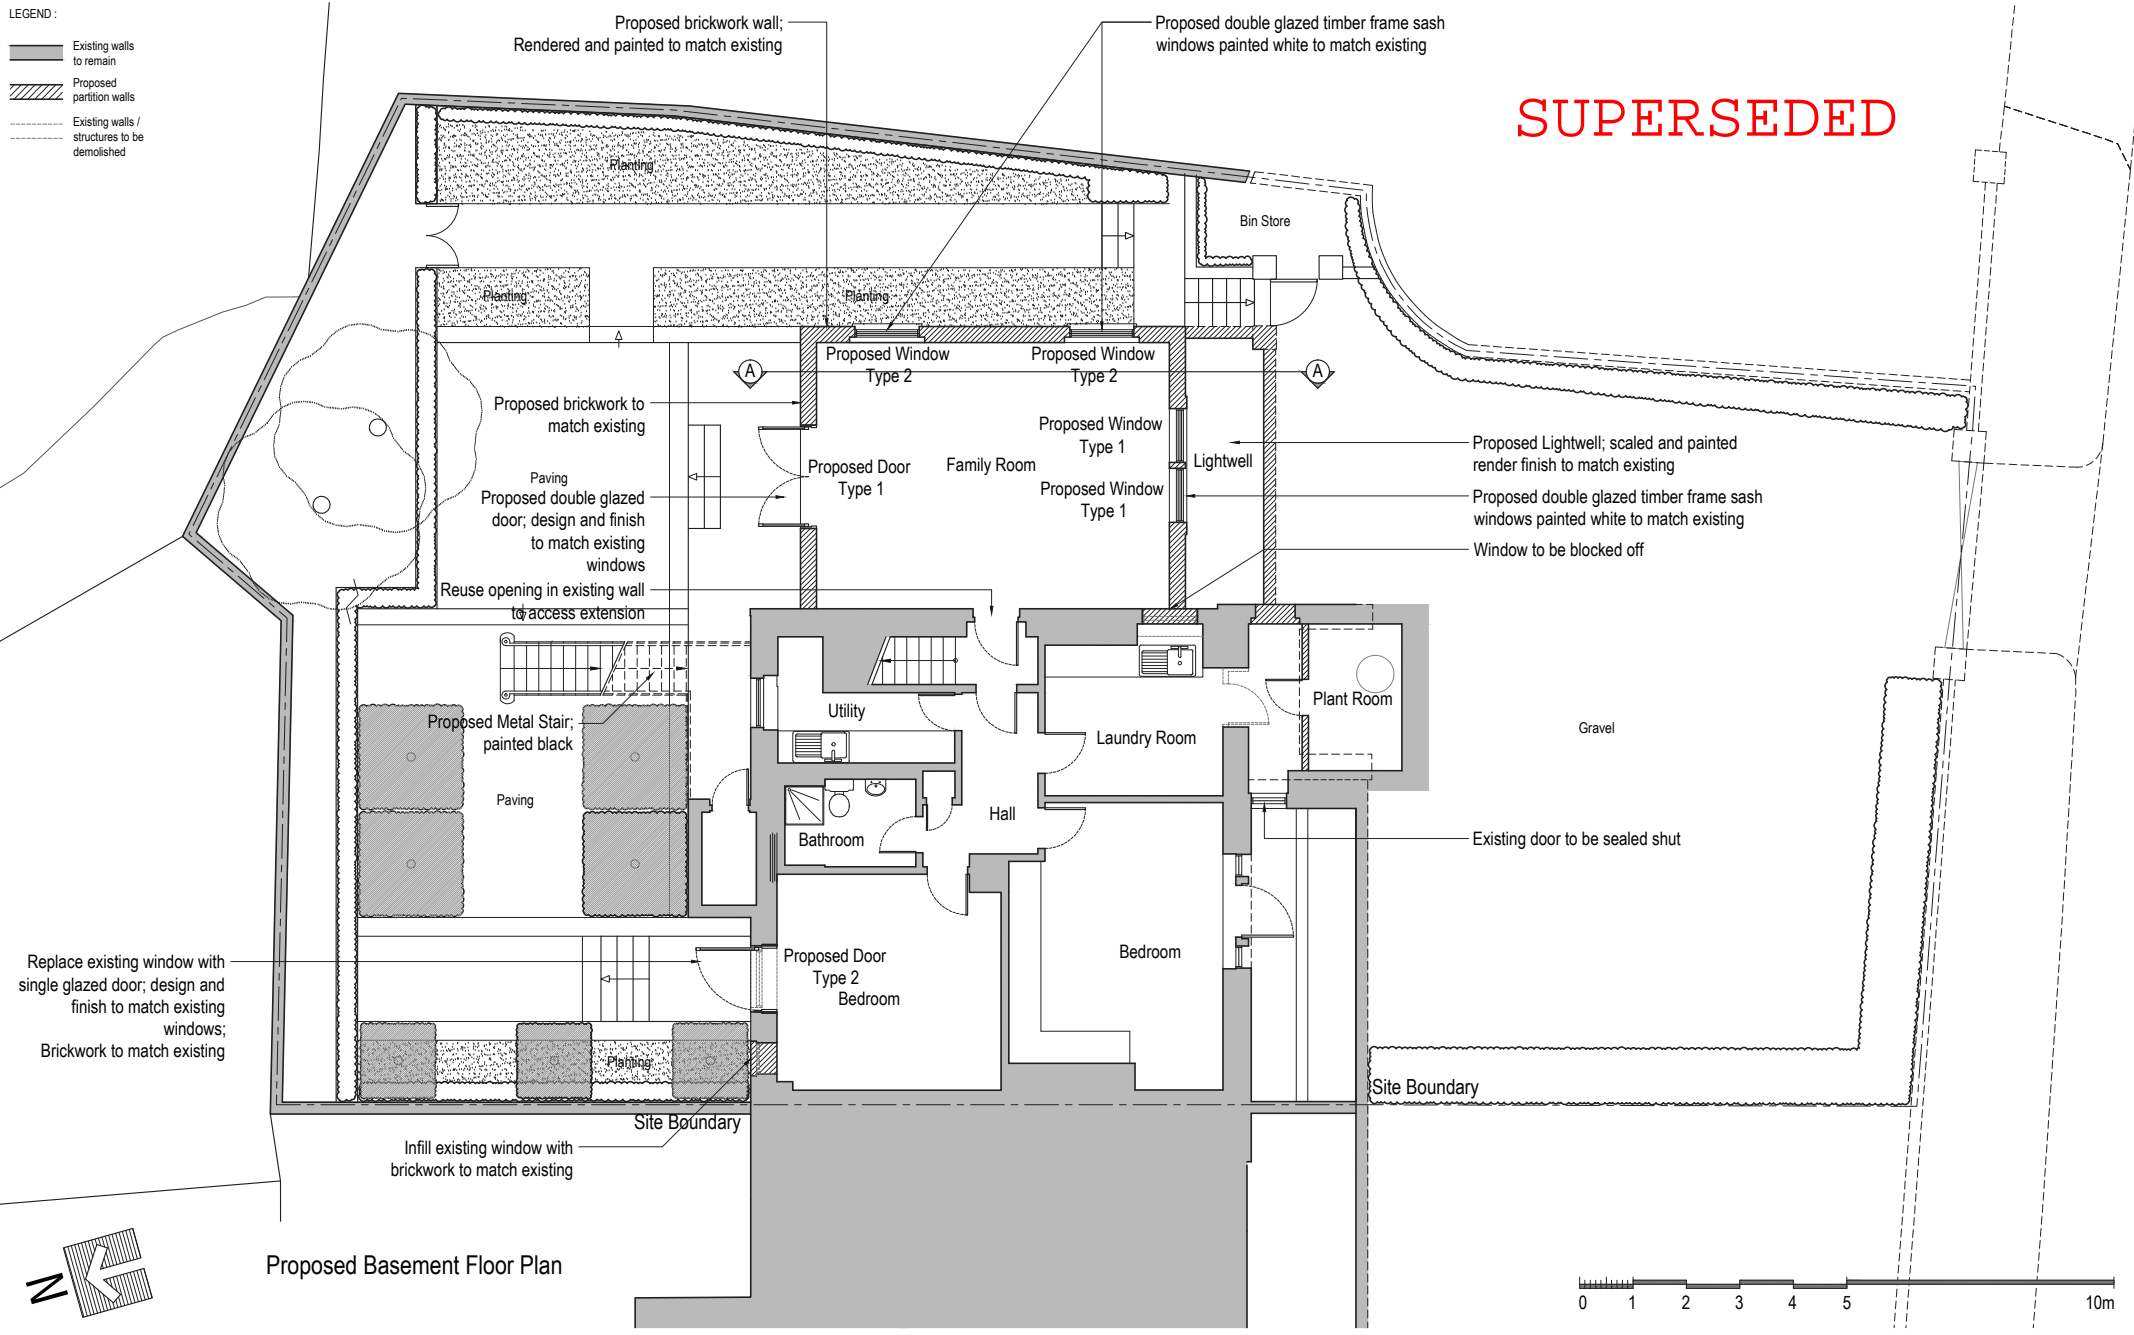 LEGEND :
Existing walls
to remain
Proposed
partition walls
Existing walls /
structures to be
demolished
Proposed brickwork wall;
Rendered and painted to match existing
Proposed double glazed timber frame sash
windows painted white to match existing
SUPERSEDED
Planting
Bin Store
Planting
Planting
Proposed Window
Type 2
Proposed Window
Type 2
A
A
Proposed brickwork to
match existing
Proposed Window
Type 1
Proposed Door
Type 1
Family Room
Lightwell
Proposed Lightwell; scaled and painted
render finish to match existing
Paving
Proposed double glazed
door; design and finish
to match existing
windows
Proposed Window
Type 1
Proposed double glazed timber frame sash
windows painted white to match existing
Window to be blocked off
Reuse opening in existing wall
to access extension
Plant Room
Utility
Proposed Metal Stair;
painted black
Laundry Room
Gravel
Paving
Hall
Bathroom
Existing door to be sealed shut
Replace existing window with
single glazed door; design and
finish to match existing
windows;
Brickwork to match existing
Proposed Door
Type 2
Bedroom
Bedroom
Planting
Site Boundary
Site Boundary
Infill existing window with
brickwork to match existing
N
Proposed Basement Floor Plan
0 1 2 3 4 5 10m